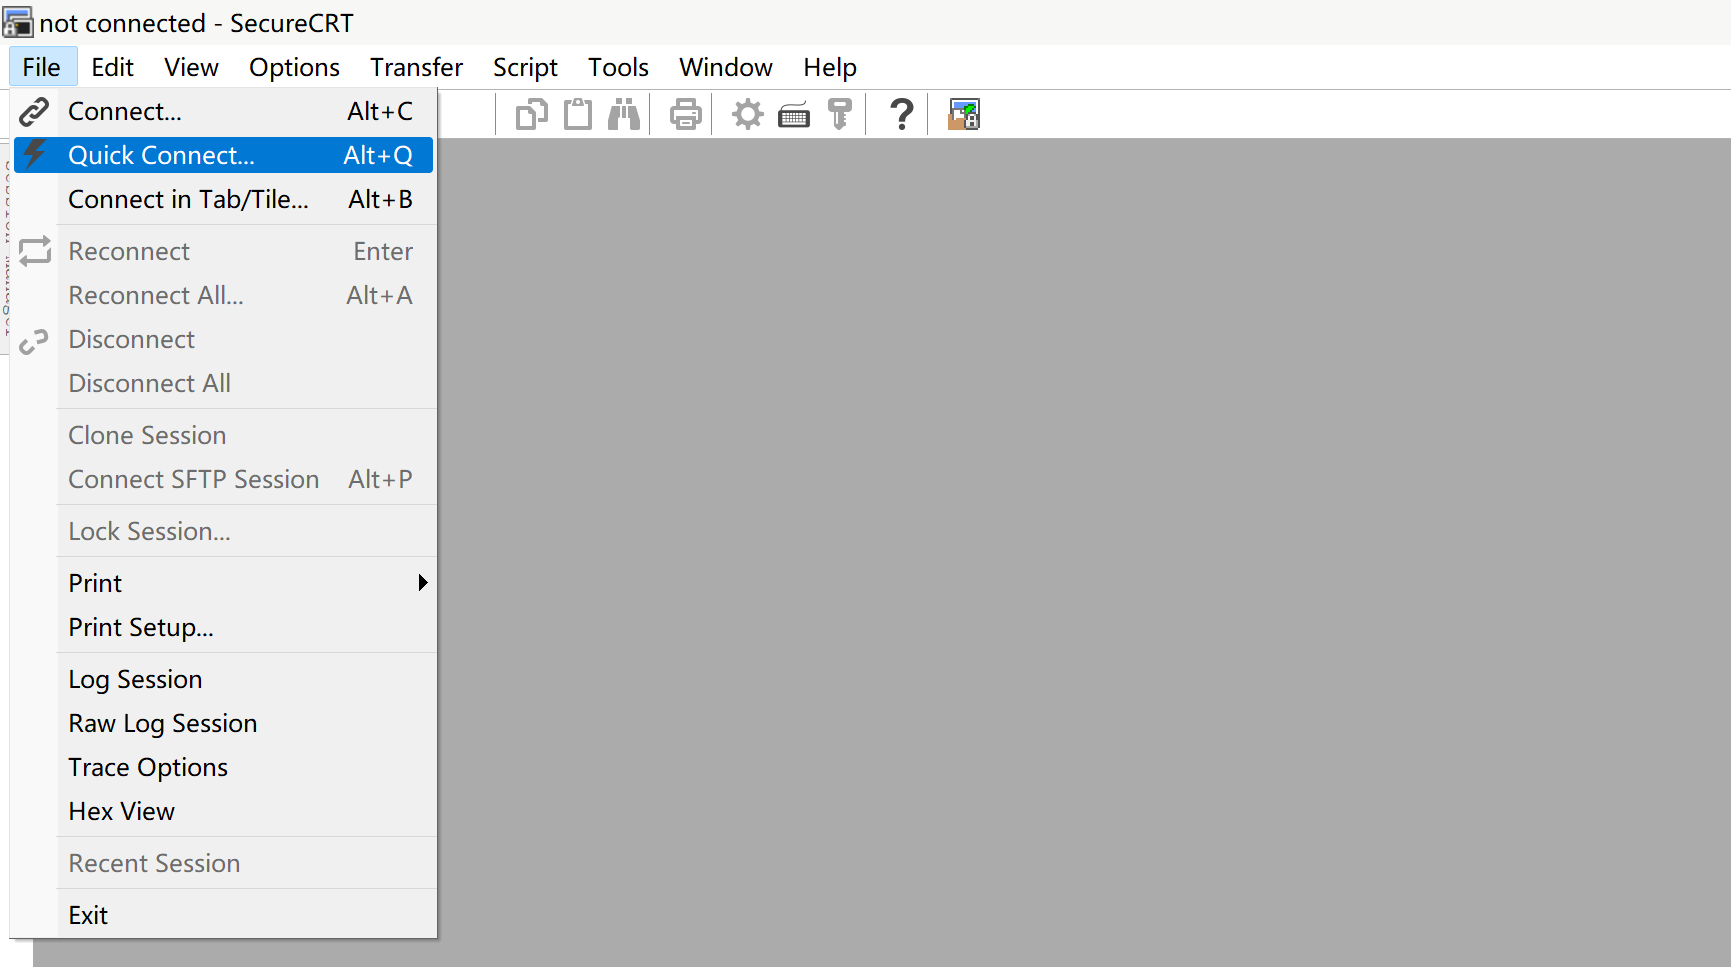 not connected - SecureCRT
File Edit View Options Transfer Script Tools Window Help
Connect... Alt+C
Quick Connect... Alt+Q
Connect in Tab/Tile... Alt+B
Reconnect Enter
Reconnect All... Alt+A
Disconnect
Disconnect All
Clone Session
Connect SFTP Session Alt+P
Lock Session...
Print
Print Setup...
Log Session
Raw Log Session
Trace Options
Hex View
Recent Session
Exit